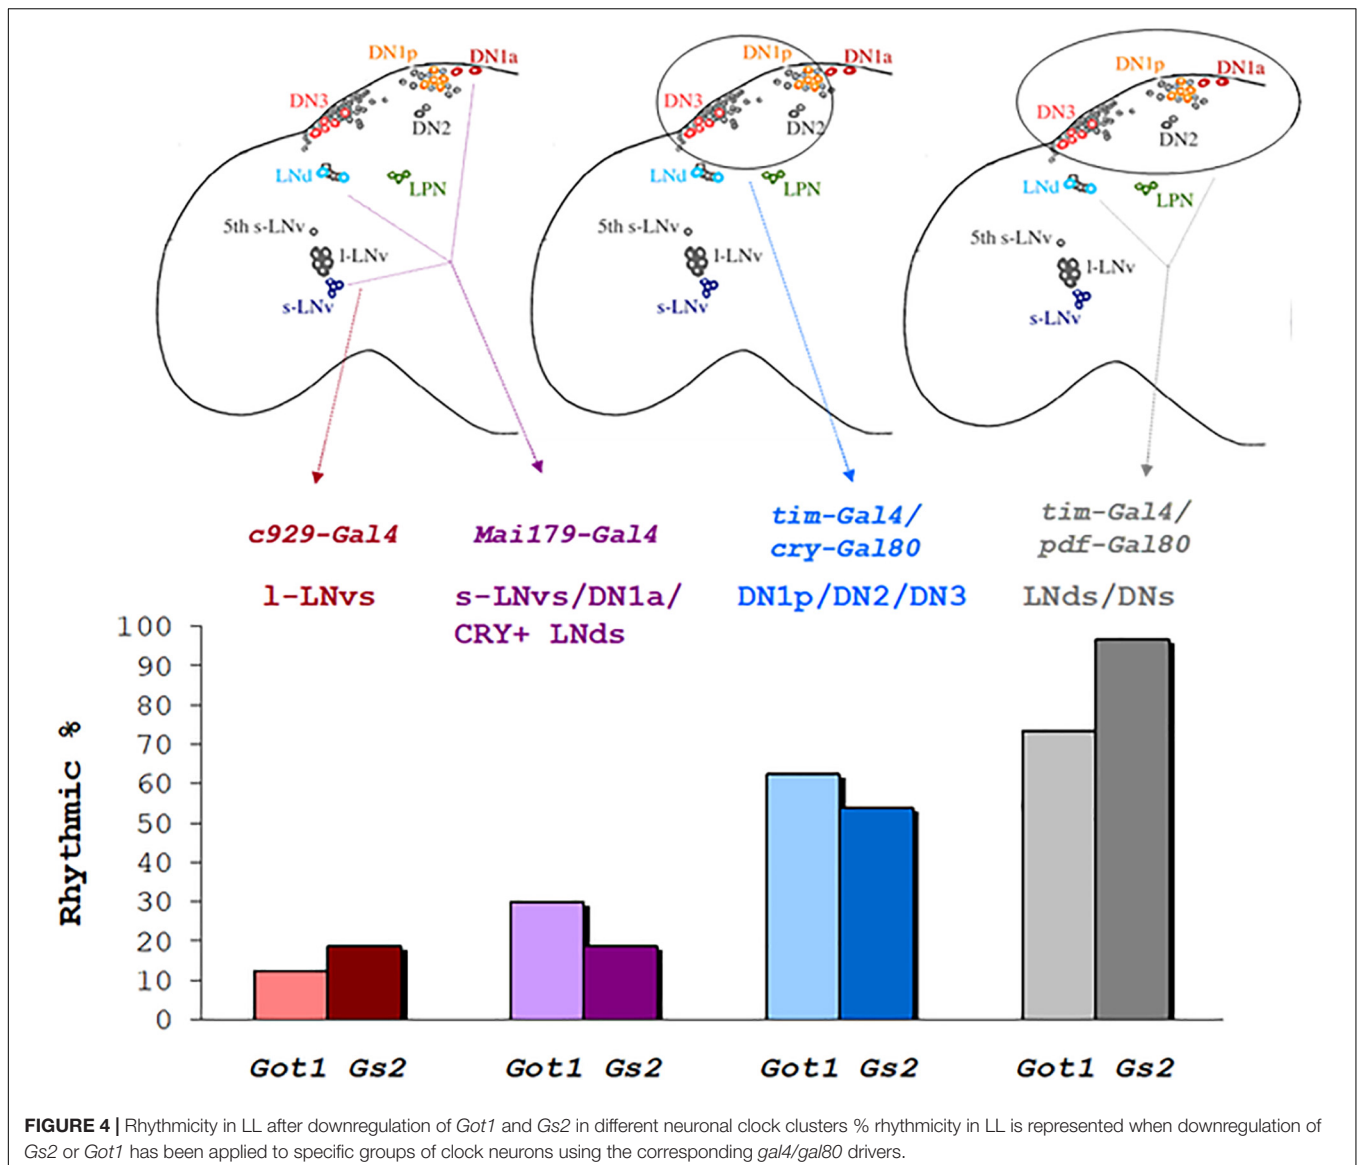 DN1p
DN1a
DN3
DN2
LNd
LPN
5th s-LNv
l-LNv
s-LNv
DN1p
DN1a
DN3
DN2
LNd
LPN
5th s-LNv
l-LNv
s-LNv
DN1p
DN1a
DN3
DN2
LNd
LPN
5th s-LNv
l-LNv
s-LNv
c929-Gal4
l-LNvs
Mai179-Gal4
s-LNvs/DN1a/
CRY+ LNds
tim-Gal4/
cry-Gal80
DN1p/DN2/DN3
tim-Gal4/
pdf-Gal80
LNds/DNs
Rhythmic %
100
90
80
70
60
50
40
30
20
10
0
Got1 Gs2
Got1 Gs2
Got1 Gs2
Got1 Gs2
FIGURE 4 | Rhythmicity in LL after downregulation of Got1 and Gs2 in different neuronal clock clusters % rhythmicity in LL is represented when downregulation of
Gs2 or Got1 has been applied to specific groups of clock neurons using the corresponding gal4/gal80 drivers.